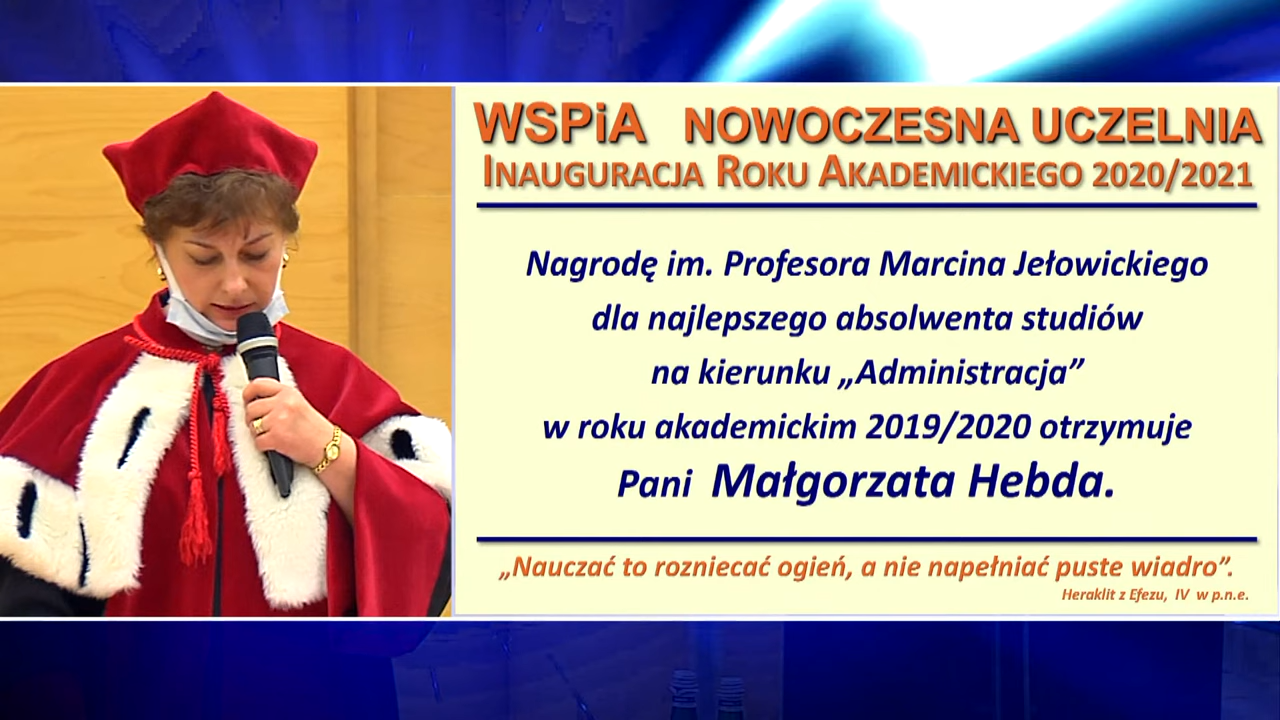 WSPiA NOWOCZESNA UCZELNIA
INAUGURACJA ROKU AKADEMICKIEGO 2020/2021
Nagrodę im. Profesora Marcina Jełowickiego
dla najlepszego absolwenta studiów
na kierunku „Administracja”
w roku akademickim 2019/2020 otrzymuje
Pani Małgorzata Hebda.
„Nauczać to rozniecać ogień, a nie napełniać puste wiadro”.
Heraklit z Efezu, IV w p.n.e.